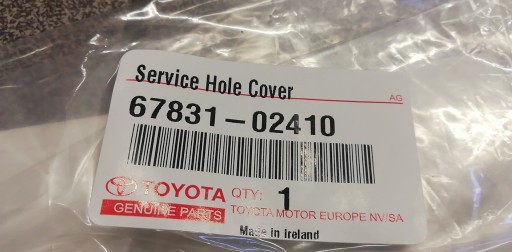 Service Hole Cover
AG
67831-02410
TOYOTA QTY: 1
GENUINE PARTS TOYOTA MOTOR EUROPE NV/SA
Made in Ireland